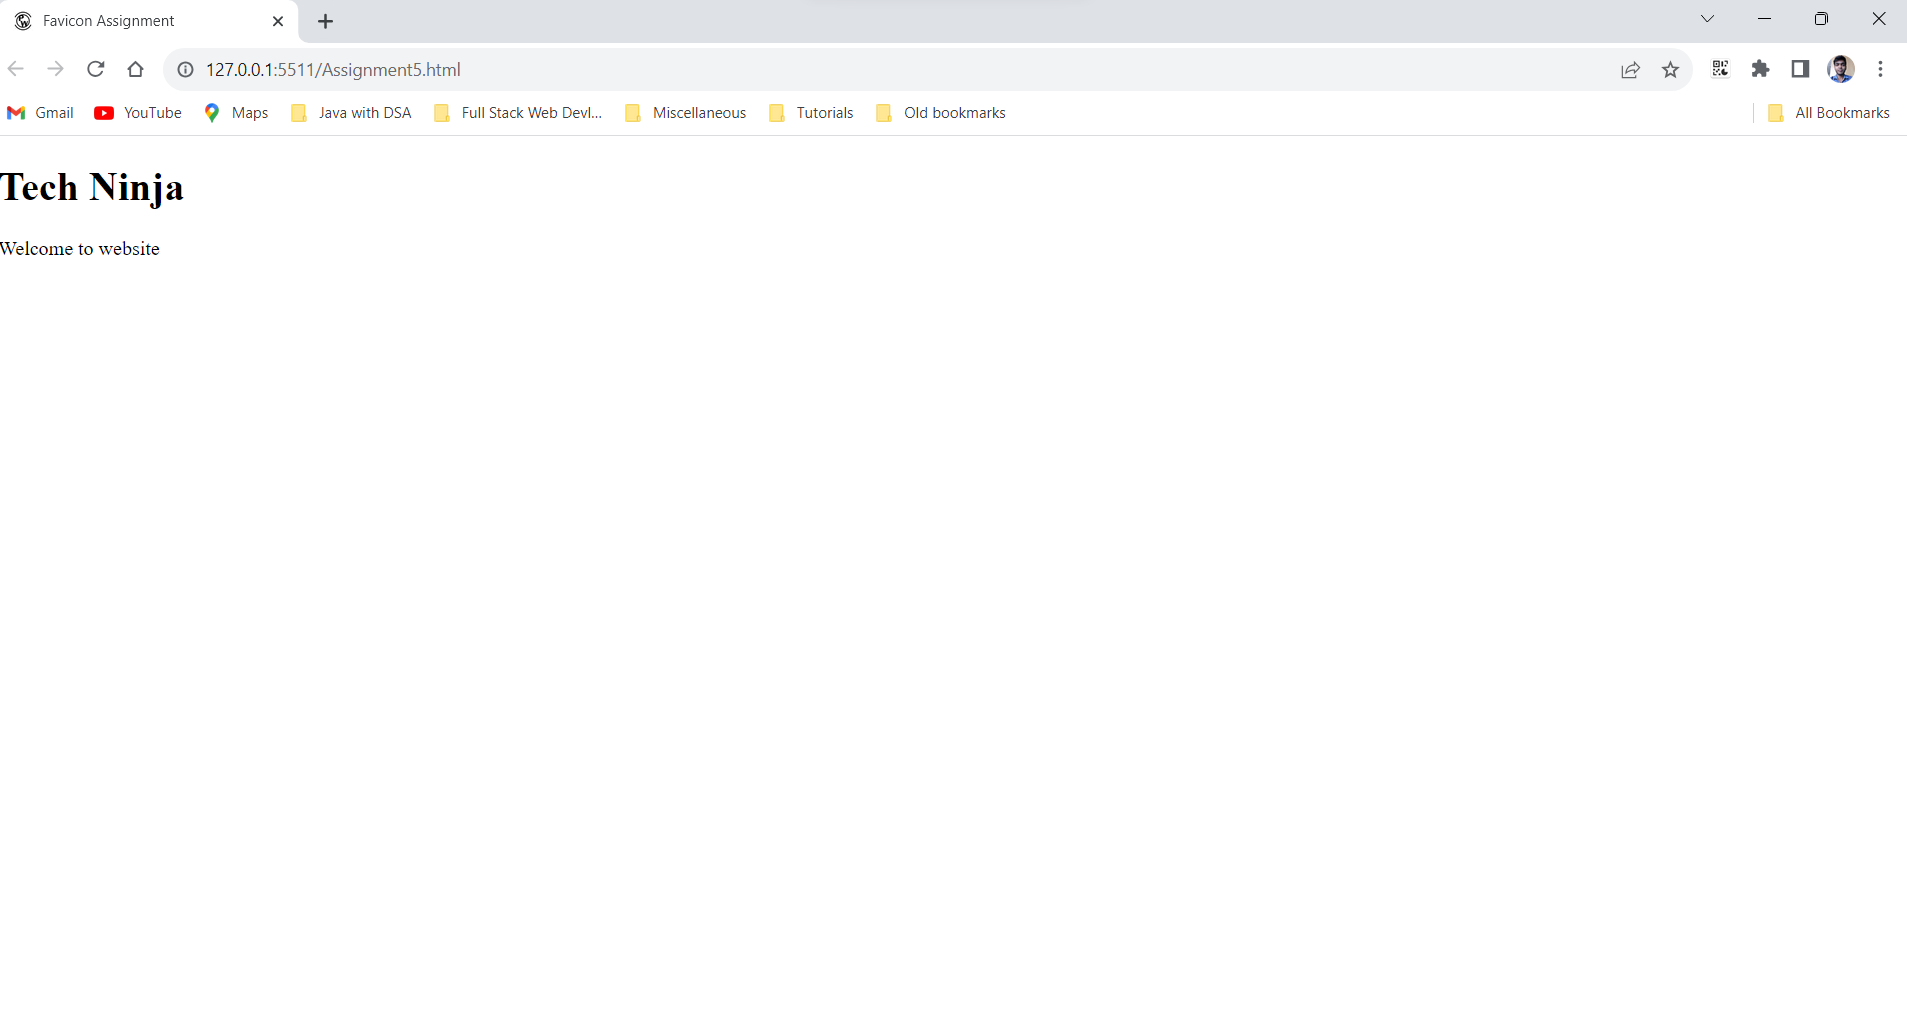 Favicon Assignment
127.0.0.1:5511/Assignment5.html
Gmail YouTube Maps Java with DSA Full Stack Web Devl... Miscellaneous Tutorials Old bookmarks All Bookmarks
Tech Ninja
Welcome to website